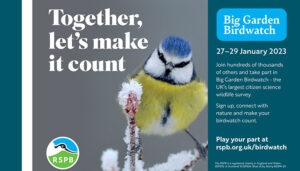 Together,
let's make
it count
Big Garden
Birdwatch
27–29 January 2023
Join hundreds of thousands
of others and take part in
Big Garden Birdwatch - the
UK's largest citizen science
wildlife survey.
Sign up, connect with
nature and make your
birdwatch count.
Play your part at
rspb.org.uk/birdwatch
RSPB